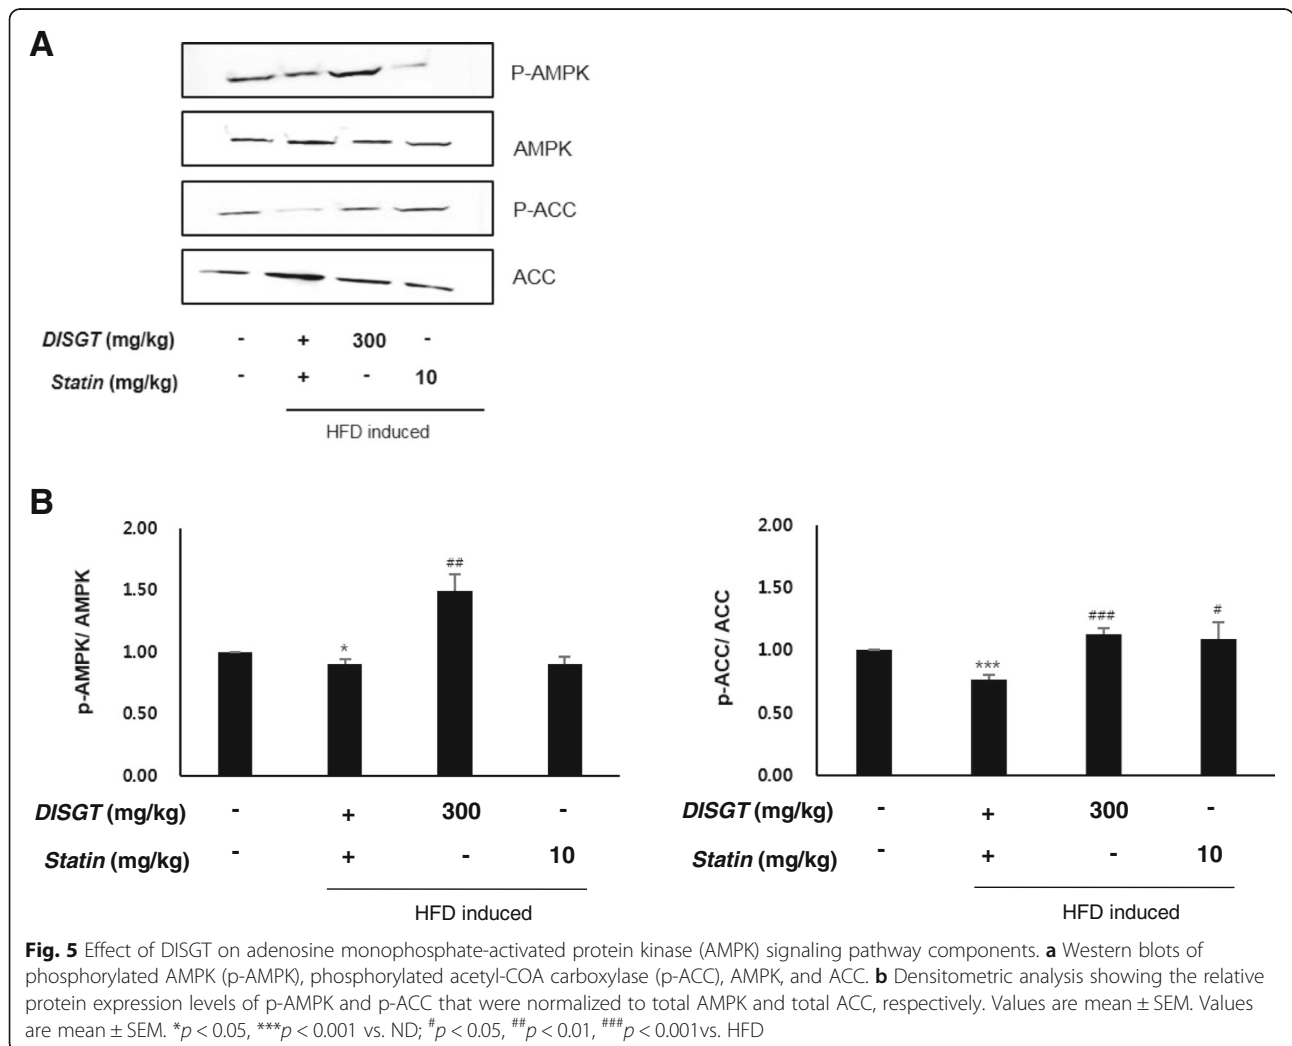 A
P-AMPK
AMPK
P-ACC
ACC
DISGT (mg/kg) - + 300 -
Statin (mg/kg) - + - 10
HFD induced
B
p-AMPK/ AMPK
2.00
1.50
1.00
0.50
0.00
*
##
DISGT (mg/kg) - + 300 -
Statin (mg/kg) - + - 10
HFD induced
p-ACC/ ACC
2.00
1.50
1.00
0.50
0.00
***
###
#
DISGT (mg/kg) - + 300 -
Statin (mg/kg) - + - 10
HFD induced
Fig. 5 Effect of DISGT on adenosine monophosphate-activated protein kinase (AMPK) signaling pathway components. a Western blots of
phosphorylated AMPK (p-AMPK), phosphorylated acetyl-COA carboxylase (p-ACC), AMPK, and ACC. b Densitometric analysis showing the relative
protein expression levels of p-AMPK and p-ACC that were normalized to total AMPK and total ACC, respectively. Values are mean ± SEM. Values
are mean ± SEM. *p < 0.05, ***p < 0.001 vs. ND; #p < 0.05, ##p < 0.01, ###p < 0.001vs. HFD